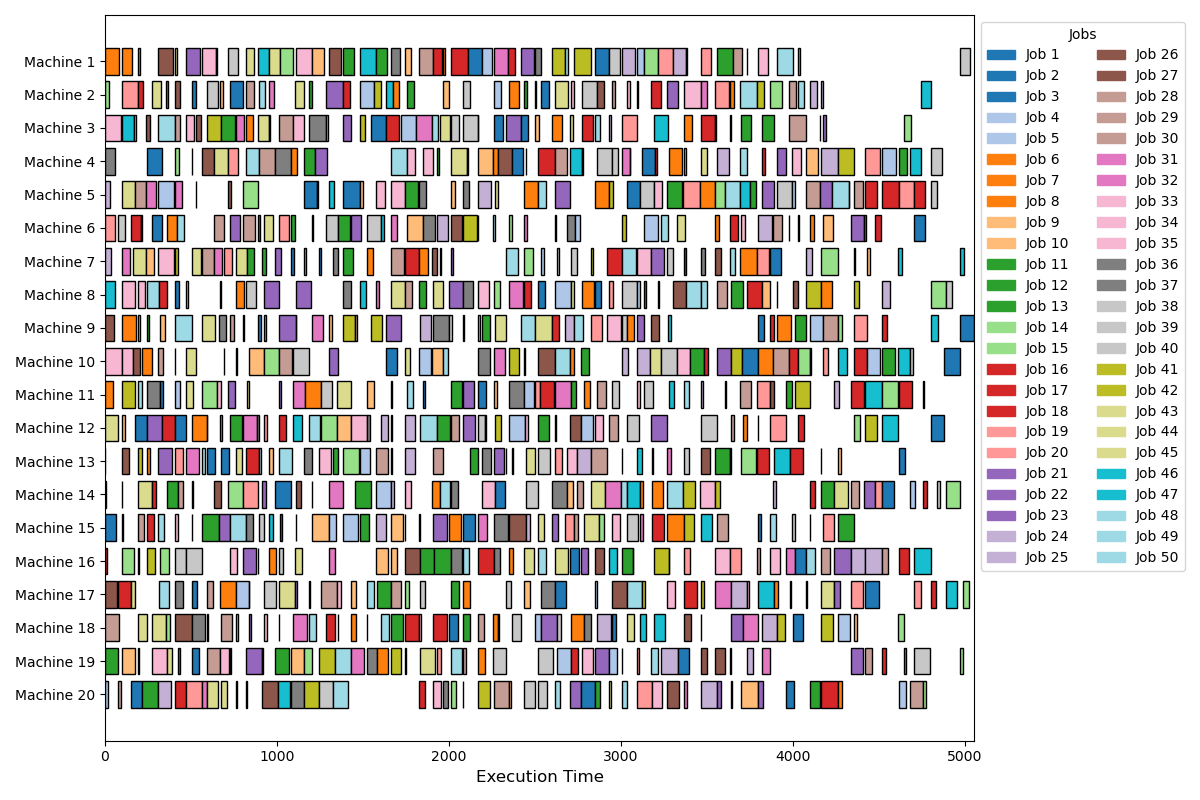 Machine 1
Machine 2
Machine 3
Machine 4
Machine 5
Machine 6
Machine 7
Machine 8
Machine 9
Machine 10
Machine 11
Machine 12
Machine 13
Machine 14
Machine 15
Machine 16
Machine 17
Machine 18
Machine 19
Machine 20
0 1000 2000 3000 4000 5000
Execution Time
Jobs
Job 1 Job 26
Job 2 Job 27
Job 3 Job 28
Job 4 Job 29
Job 5 Job 30
Job 6 Job 31
Job 7 Job 32
Job 8 Job 33
Job 9 Job 34
Job 10 Job 35
Job 11 Job 36
Job 12 Job 37
Job 13 Job 38
Job 14 Job 39
Job 15 Job 40
Job 16 Job 41
Job 17 Job 42
Job 18 Job 43
Job 19 Job 44
Job 20 Job 45
Job 21 Job 46
Job 22 Job 47
Job 23 Job 48
Job 24 Job 49
Job 25 Job 50